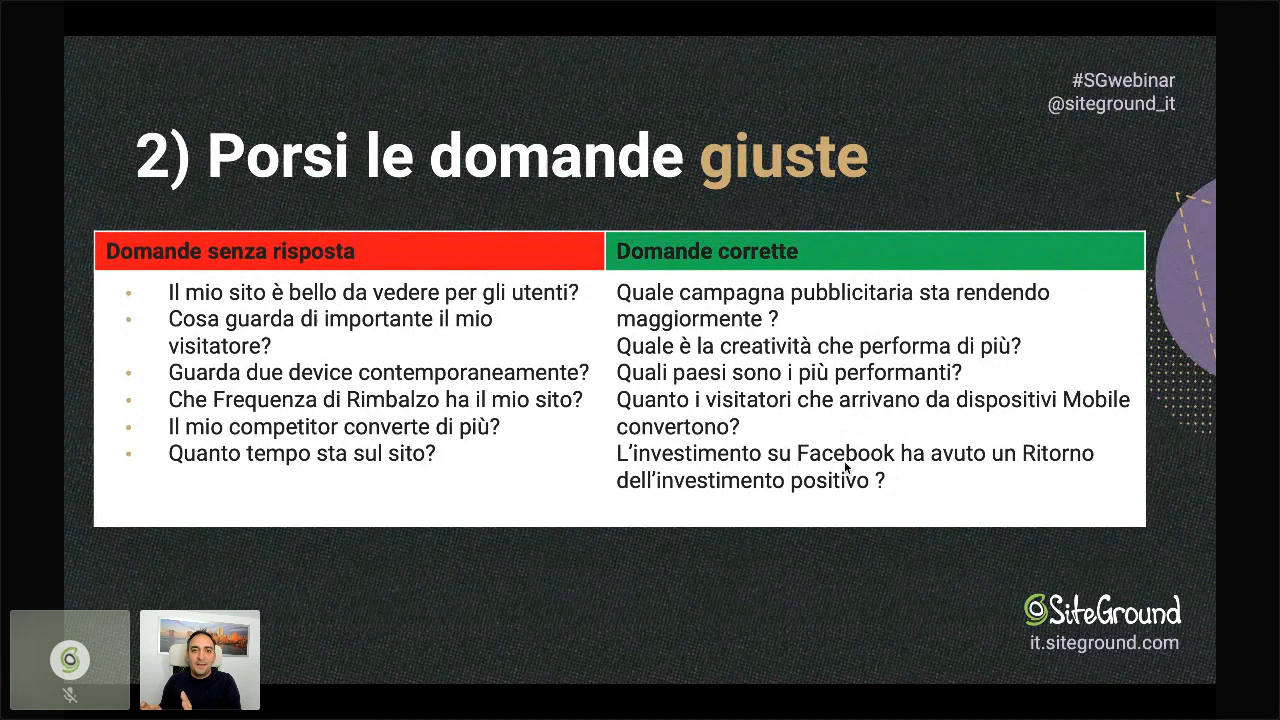 #SGwebinar
@siteground_it
2) Porsi le domande giuste
Domande senza risposta
Il mio sito è bello da vedere per gli utenti?
Cosa guarda di importante il mio
visitatore?
Guarda due device contemporaneamente?
Che Frequenza di Rimbalzo ha il mio sito?
Il mio competitor converte di più?
Quanto tempo sta sul sito?
Domande corrette
Quale campagna pubblicitaria sta rendendo
maggiormente ?
Quale è la creatività che performa di più?
Quali paesi sono i più performanti?
Quanto i visitatori che arrivano da dispositivi Mobile
convertono?
L'investimento su Facebook ha avuto un Ritorno
dell'investimento positivo ?
SiteGround
it.siteground.com